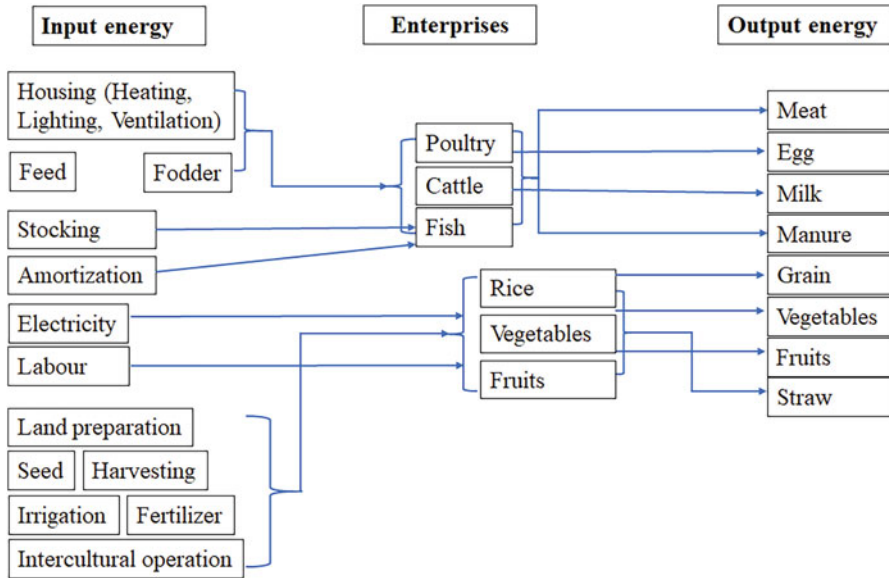 Input energy
Enterprises
Output energy
Housing (Heating,
Lighting, Ventilation)
Feed
Fodder
Stocking
Amortization
Electricity
Labour
Land preparation
Seed
Harvesting
Irrigation
Fertilizer
Intercultural operation
Poultry
Cattle
Fish
Rice
Vegetables
Fruits
Meat
Egg
Milk
Manure
Grain
Vegetables
Fruits
Straw